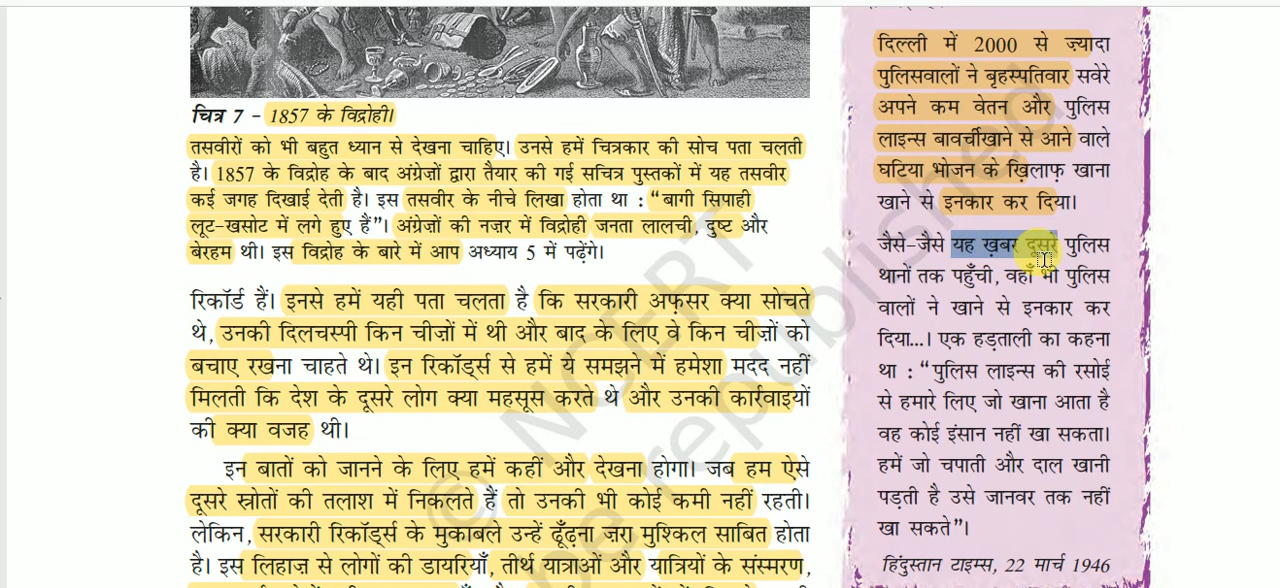 चित्र 7 – 1857 के विद्रोही।
तसवीरों को भी बहुत ध्यान से देखना चाहिए। उनसे हमें चित्रकार की सोच पता चलती
है। 1857 के विद्रोह के बाद अंग्रेज़ों द्वारा तैयार की गई सचित्र पुस्तकों में यह तसवीर
कई जगह दिखाई देती है। इस तसवीर के नीचे लिखा होता था : “बागी सिपाही
लूट-खसोट में लगे हुए हैं”। अंग्रेज़ों की नज़र में विद्रोही जनता लालची, दुष्ट और
बेरहम थी। इस विद्रोह के बारे में आप अध्याय 5 में पढ़ेंगे।
रिकॉर्ड हैं। इनसे हमें यही पता चलता है कि सरकारी अफ़सर क्या सोचते
थे, उनकी दिलचस्पी किन चीज़ों में थी और बाद के लिए वे किन चीज़ों को
बचाए रखना चाहते थे। इन रिकॉर्ड्स से हमें ये समझने में हमेशा मदद नहीं
मिलती कि देश के दूसरे लोग क्या महसूस करते थे और उनकी कार्रवाइयों
की क्या वजह थी।
इन बातों को जानने के लिए हमें कहीं और देखना होगा। जब हम ऐसे
दूसरे स्रोतों की तलाश में निकलते हैं तो उनकी भी कोई कमी नहीं रहती।
लेकिन, सरकारी रिकॉर्ड्स के मुकाबले उन्हें ढूँढ़ना ज़रा मुश्किल साबित होता
है। इस लिहाज़ से लोगों की डायरियाँ, तीर्थ यात्राओं और यात्रियों के संस्मरण,
दिल्ली में 2000 से ज़्यादा
पुलिसवालों ने बृहस्पतिवार सवेरे
अपने कम वेतन और पुलिस
लाइन्स बावर्चीखाने से आने वाले
घटिया भोजन के ख़िलाफ़ खाना
खाने से इनकार कर दिया।
जैसे-जैसे यह ख़बर दूसरे पुलिस
थानों तक पहुँची, वहाँ भी पुलिस
वालों ने खाने से इनकार कर
दिया...। एक हड़ताली का कहना
था : “पुलिस लाइन्स की रसोई
से हमारे लिए जो खाना आता है
वह कोई इंसान नहीं खा सकता।
हमें जो चपाती और दाल खानी
पड़ती है उसे जानवर तक नहीं
खा सकते”।
हिंदुस्तान टाइम्स, 22 मार्च 1946
© NCERT
be republished